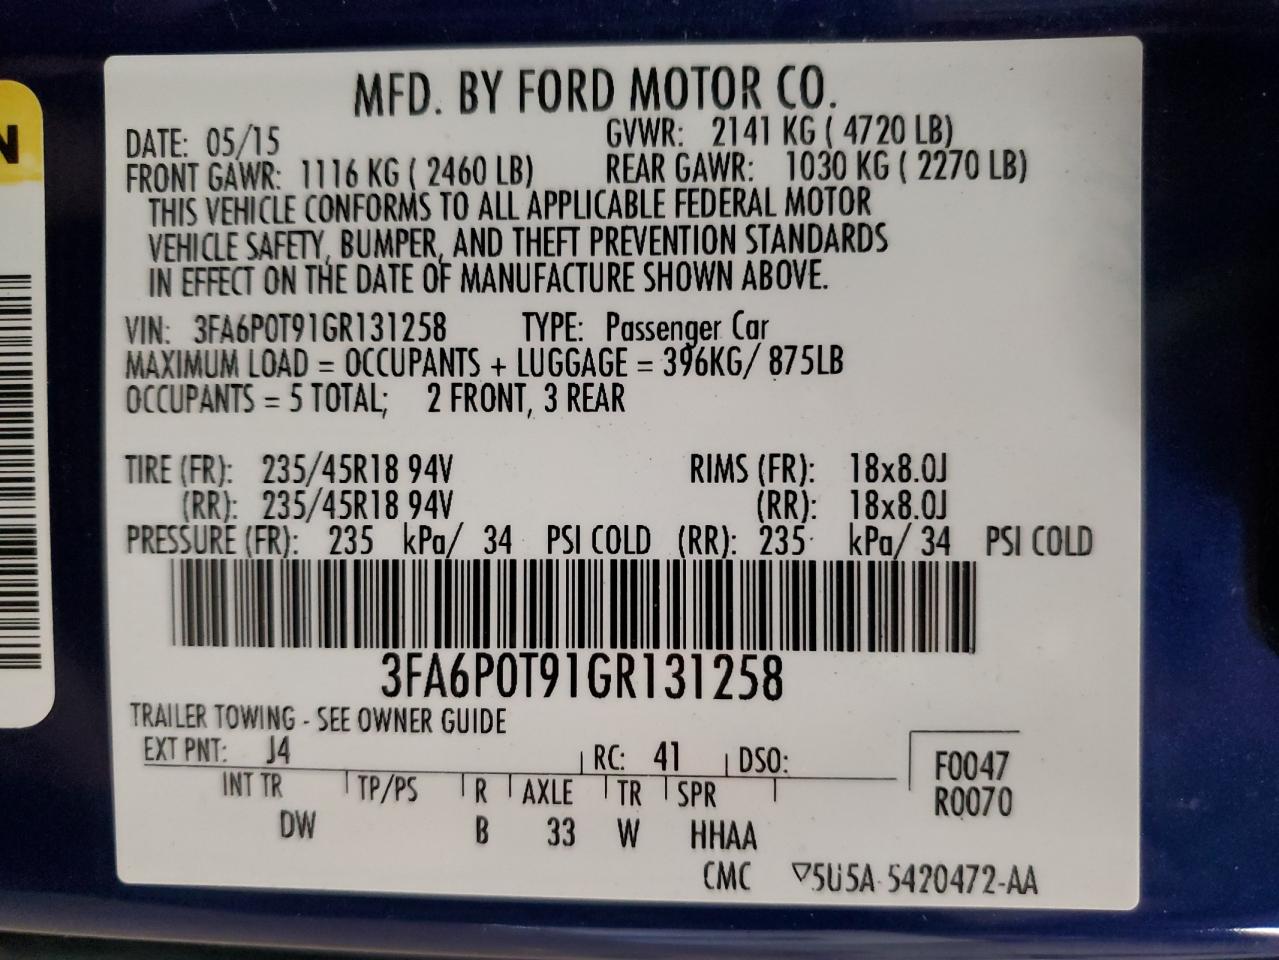 N
MFD. BY FORD MOTOR CO.
DATE: 05/15 GVWR: 2141 KG ( 4720 LB)
FRONT GAWR: 1116 KG ( 2460 LB) REAR GAWR: 1030 KG ( 2270 LB)
THIS VEHICLE CONFORMS TO ALL APPLICABLE FEDERAL MOTOR
VEHICLE SAFETY, BUMPER, AND THEFT PREVENTION STANDARDS
IN EFFECT ON THE DATE OF MANUFACTURE SHOWN ABOVE.
VIN: 3FA6P0T91GR131258 TYPE: Passenger Car
MAXIMUM LOAD = OCCUPANTS + LUGGAGE = 396KG/ 875LB
OCCUPANTS = 5 TOTAL; 2 FRONT, 3 REAR
TIRE (FR): 235/45R18 94V RIMS (FR): 18x8.0J
(RR): 235/45R18 94V (RR): 18x8.0J
PRESSURE (FR): 235 kPa/ 34 PSI COLD (RR): 235 kPa/ 34 PSI COLD
3FA6P0T91GR131258
TRAILER TOWING - SEE OWNER GUIDE
EXT PNT: J4 RC: 41 DSO: F0047
INT TR TP/PS R AXLE TR SPR R0070
DW B 33 W HHAA
CMC ▽5U5A-5420472-AA